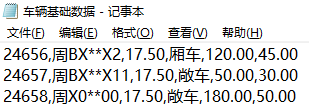 车辆基础数据 - 记事本
文件(F) 编辑(E) 格式(O) 查看(V) 帮助(H)
24656,周BX**X2,17.50,厢车,120.00,45.00
24657,周BX**X11,17.50,敞车,50.00,30.00
24658,周X0**00,17.50,敞车,180.00,50.00